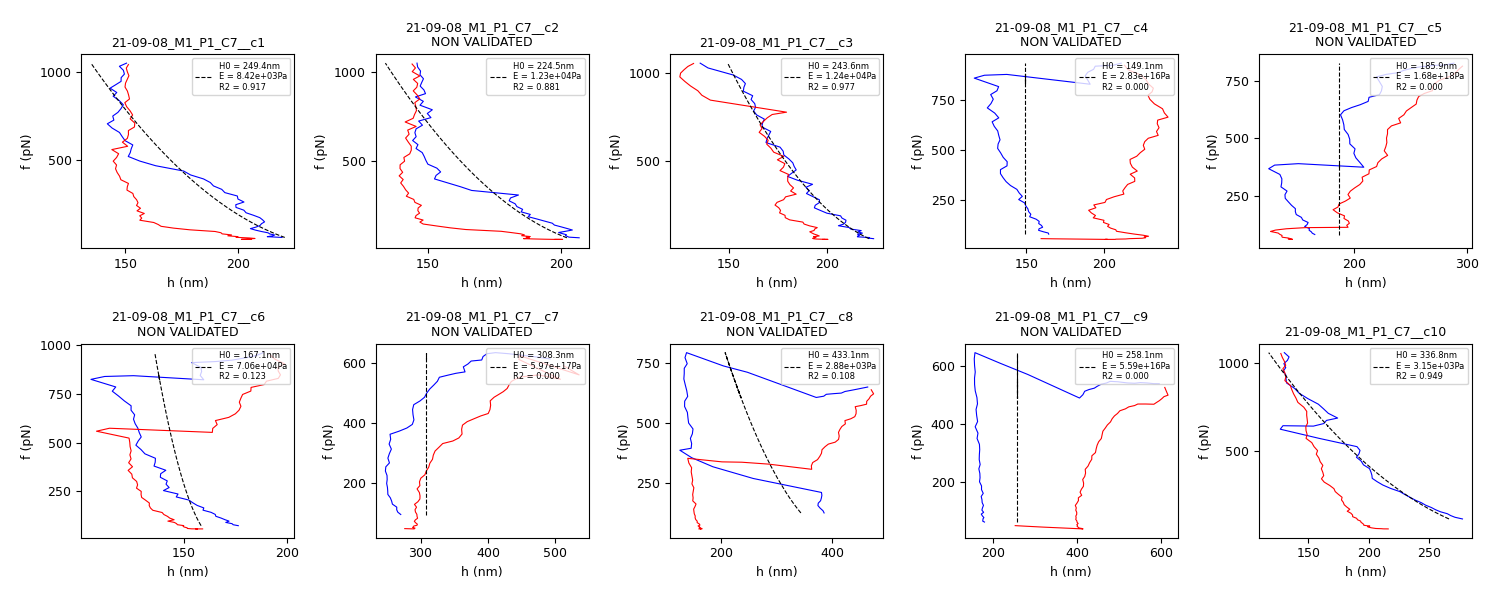 21-09-08_M1_P1_C7__c1
H0 = 249.4nm
E = 8.42e+03Pa
R2 = 0.917
1000
500
f (pN)
150
200
h (nm)
21-09-08_M1_P1_C7__c2
NON VALIDATED
H0 = 224.5nm
E = 1.23e+04Pa
R2 = 0.881
1000
500
f (pN)
150
200
h (nm)
21-09-08_M1_P1_C7__c3
H0 = 243.6nm
E = 1.24e+04Pa
R2 = 0.977
1000
500
f (pN)
150
200
h (nm)
21-09-08_M1_P1_C7__c4
NON VALIDATED
H0 = 149.1nm
E = 2.83e+16Pa
R2 = 0.000
750
500
250
f (pN)
150
200
h (nm)
21-09-08_M1_P1_C7__c5
NON VALIDATED
H0 = 185.9nm
E = 1.68e+18Pa
R2 = 0.000
750
500
250
f (pN)
200
300
h (nm)
21-09-08_M1_P1_C7__c6
NON VALIDATED
H0 = 167.1nm
E = 7.06e+04Pa
R2 = 0.123
1000
750
500
250
f (pN)
150
200
h (nm)
21-09-08_M1_P1_C7__c7
NON VALIDATED
H0 = 308.3nm
E = 5.97e+17Pa
R2 = 0.000
600
400
200
f (pN)
300
400
500
h (nm)
21-09-08_M1_P1_C7__c8
NON VALIDATED
H0 = 433.1nm
E = 2.88e+03Pa
R2 = 0.108
750
500
250
f (pN)
200
400
h (nm)
21-09-08_M1_P1_C7__c9
NON VALIDATED
H0 = 258.1nm
E = 5.59e+16Pa
R2 = 0.000
600
400
200
f (pN)
200
400
600
h (nm)
21-09-08_M1_P1_C7__c10
H0 = 336.8nm
E = 3.15e+03Pa
R2 = 0.949
1000
500
f (pN)
150
200
250
h (nm)